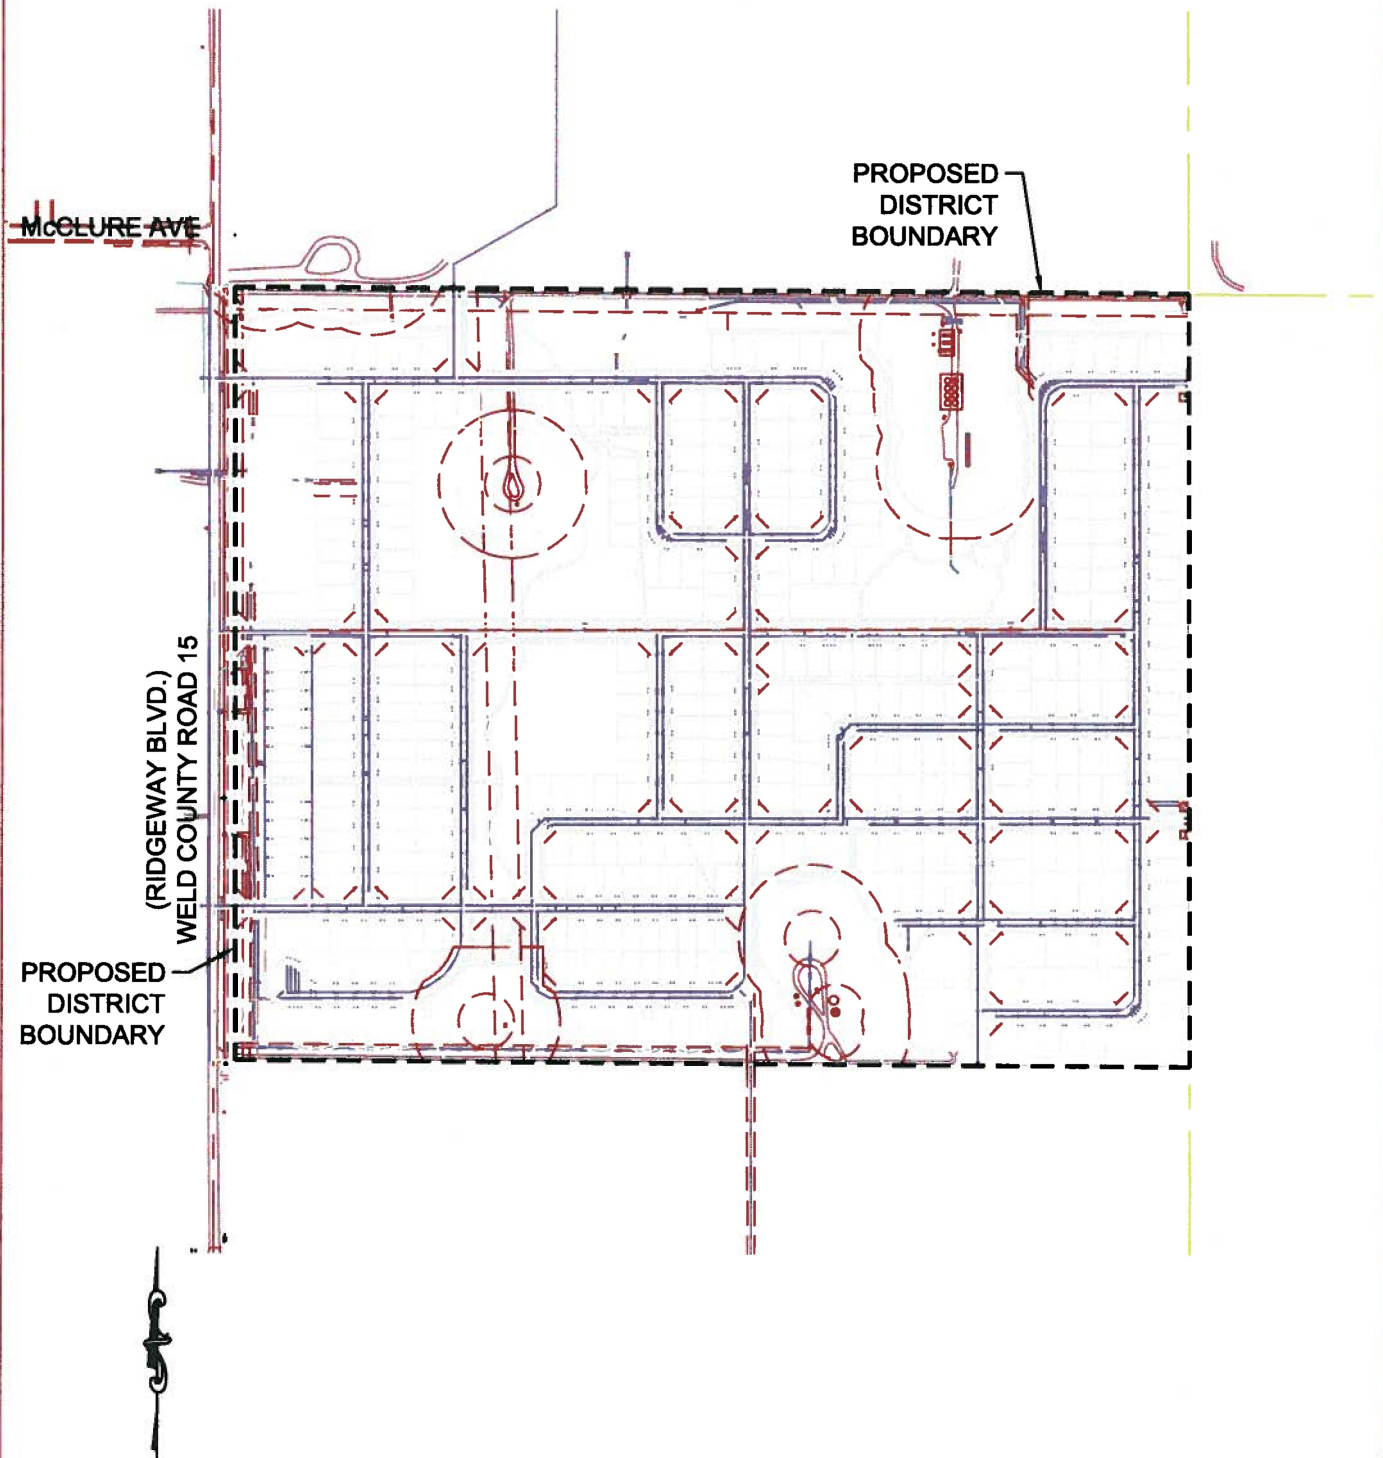 PROPOSED
DISTRICT
BOUNDARY
McCLURE AVE
(RIDGEWAY BLVD.)
WELD COUNTY ROAD 15
PROPOSED
DISTRICT
BOUNDARY